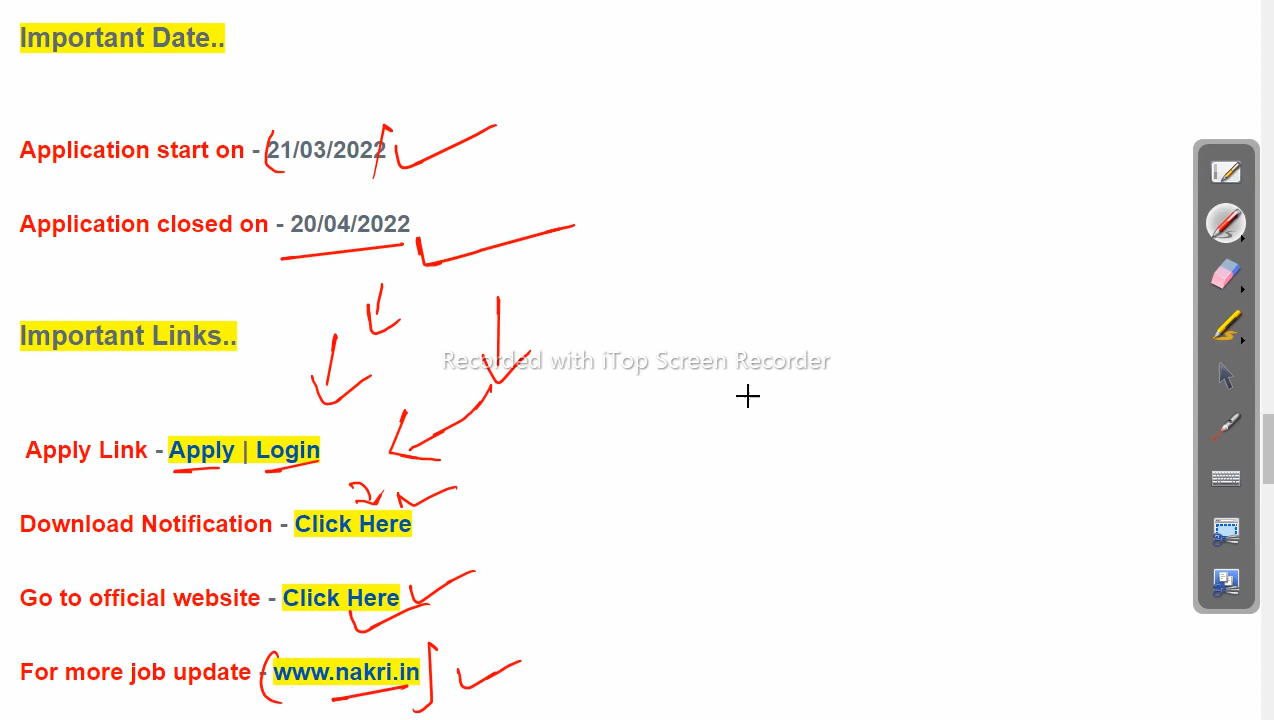 Important Date..
Application start on - 21/03/2022
Application closed on - 20/04/2022
Important Links..
Recorded with iTop Screen Recorder
Apply Link - Apply | Login
Download Notification - Click Here
Go to official website - Click Here
For more job update - www.nakri.in